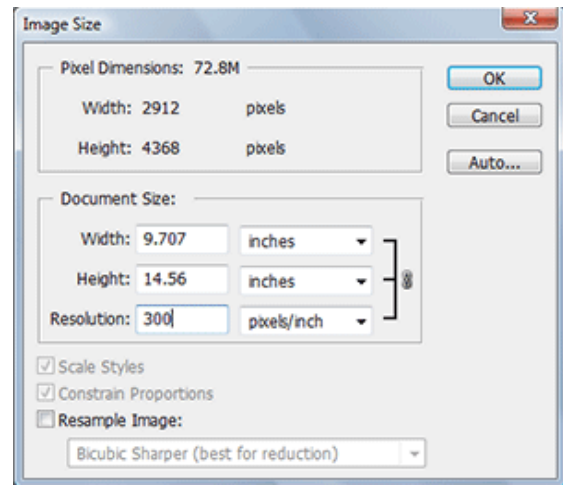 Image Size
Pixel Dimensions: 72.8M
Width: 2912 pixels
Height: 4368 pixels
OK
Cancel
Auto...
Document Size:
Width: 9.707 inches
Height: 14.56 inches
Resolution: 300 pixels/inch
Scale Styles
Constrain Proportions
Resample Image:
Bicubic Sharper (best for reduction)